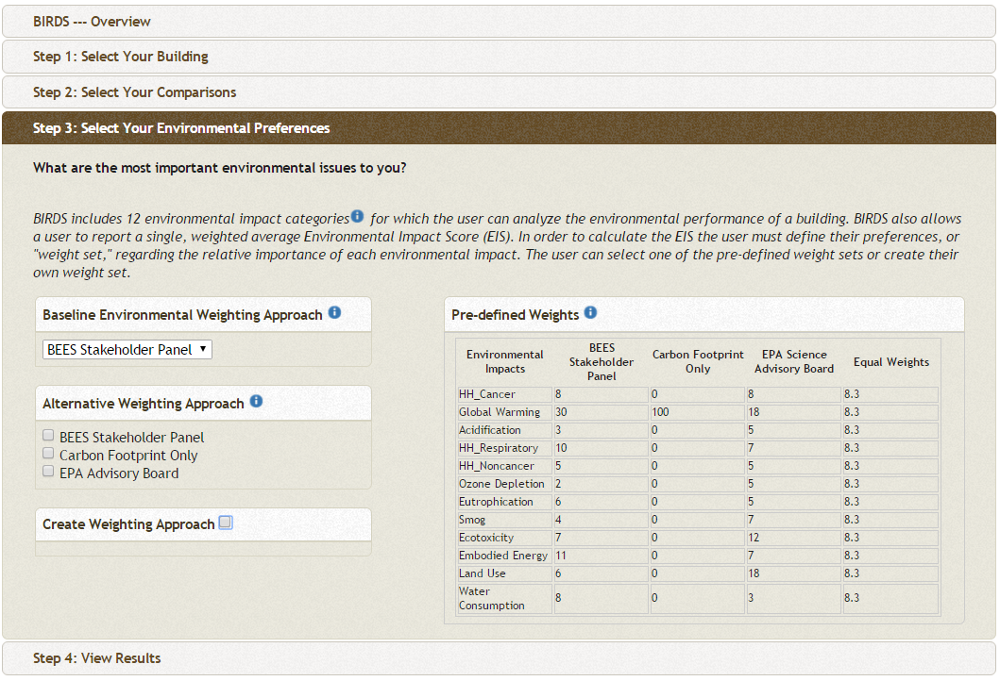 BIRDS --- Overview
Step 1: Select Your Building
Step 2: Select Your Comparisons
Step 3: Select Your Environmental Preferences
What are the most important environmental issues to you?
BIRDS includes 12 environmental impact categories for which the user can analyze the environmental performance of a building. BIRDS also allows
a user to report a single, weighted average Environmental Impact Score (EIS). In order to calculate the EIS the user must define their preferences, or
"weight set," regarding the relative importance of each environmental impact. The user can select one of the pre-defined weight sets or create their
own weight set.
Baseline Environmental Weighting Approach
BEES Stakeholder Panel
Alternative Weighting Approach
BEES Stakeholder Panel
Carbon Footprint Only
EPA Advisory Board
Create Weighting Approach
Pre-defined Weights
Environmental
Impacts
BEES
Stakeholder
Panel
Carbon Footprint
Only
EPA Science
Advisory Board
Equal Weights
HH_Cancer 8 0 8 8.3
Global Warming 30 100 18 8.3
Acidification 3 0 5 8.3
HH_Respiratory 10 0 7 8.3
HH_Noncancer 5 0 5 8.3
Ozone Depletion 2 0 5 8.3
Eutrophication 6 0 5 8.3
Smog 4 0 7 8.3
Ecotoxicity 7 0 12 8.3
Embodied Energy 11 0 7 8.3
Land Use 6 0 18 8.3
Water
Consumption 8 0 3 8.3
Step 4: View Results